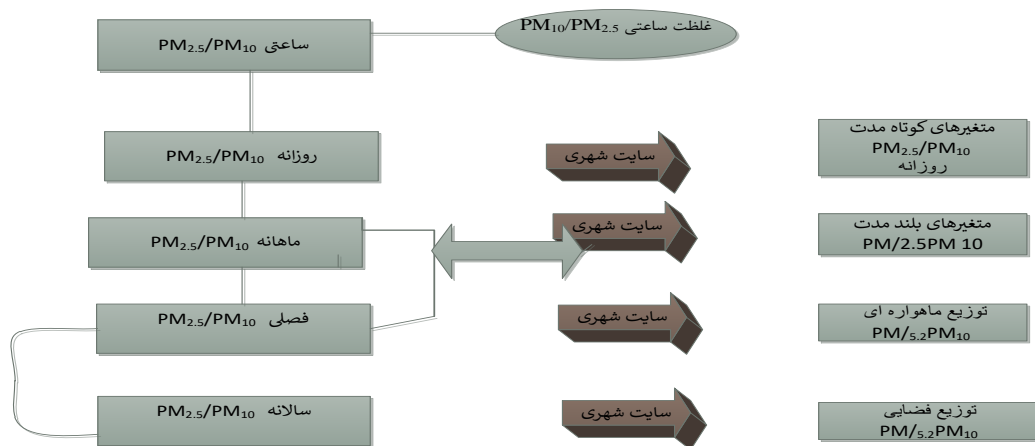 ساعتی PM₂.₅/PM₁₀
غلظت ساعتی PM₁₀/PM₂.₅
روزانه PM₂.₅/PM₁₀
سایت شهری
متغیرهای کوتاه مدت
PM₂.₅/PM₁₀
روزانه
ماهانه PM₂.₅/PM₁₀
سایت شهری
متغیرهای بلند مدت
PM/2.5PM 10
فصلی PM₂.₅/PM₁₀
سایت شهری
توزیع ماهواره ای
PM/₅.₂PM₁₀
سالانه PM₂.₅/PM₁₀
سایت شهری
توزیع فضایی
PM/₅.₂PM₁₀